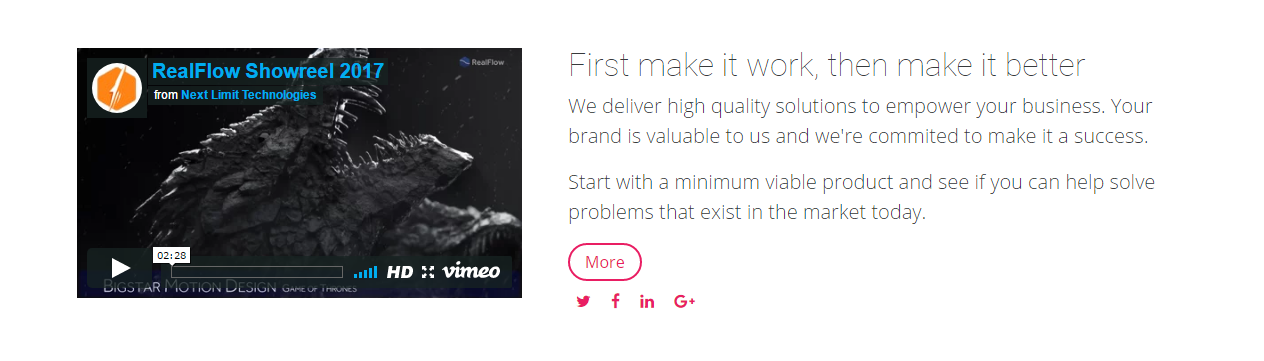 RealFlow Showreel 2017
from Next Limit Technologies
RealFlow
02:28
HD vimeo
BIGSTAR MOTION DESIGN GAME OF THRONES
First make it work, then make it better
We deliver high quality solutions to empower your business. Your
brand is valuable to us and we're commited to make it a success.
Start with a minimum viable product and see if you can help solve
problems that exist in the market today.
More